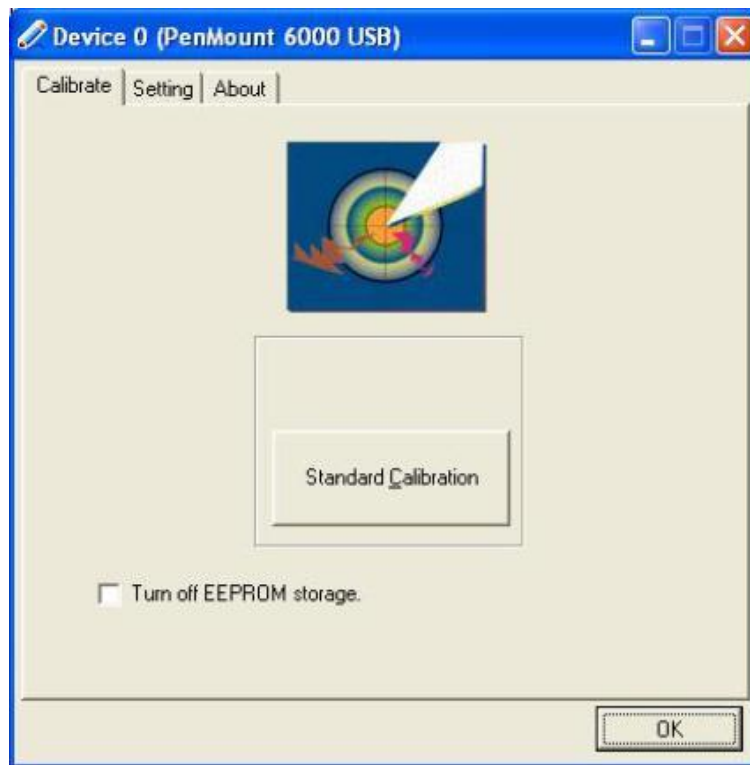 Device 0 (PenMount 6000 USB)
Calibrate Setting About
Standard Calibration
Turn off EEPROM storage.
OK